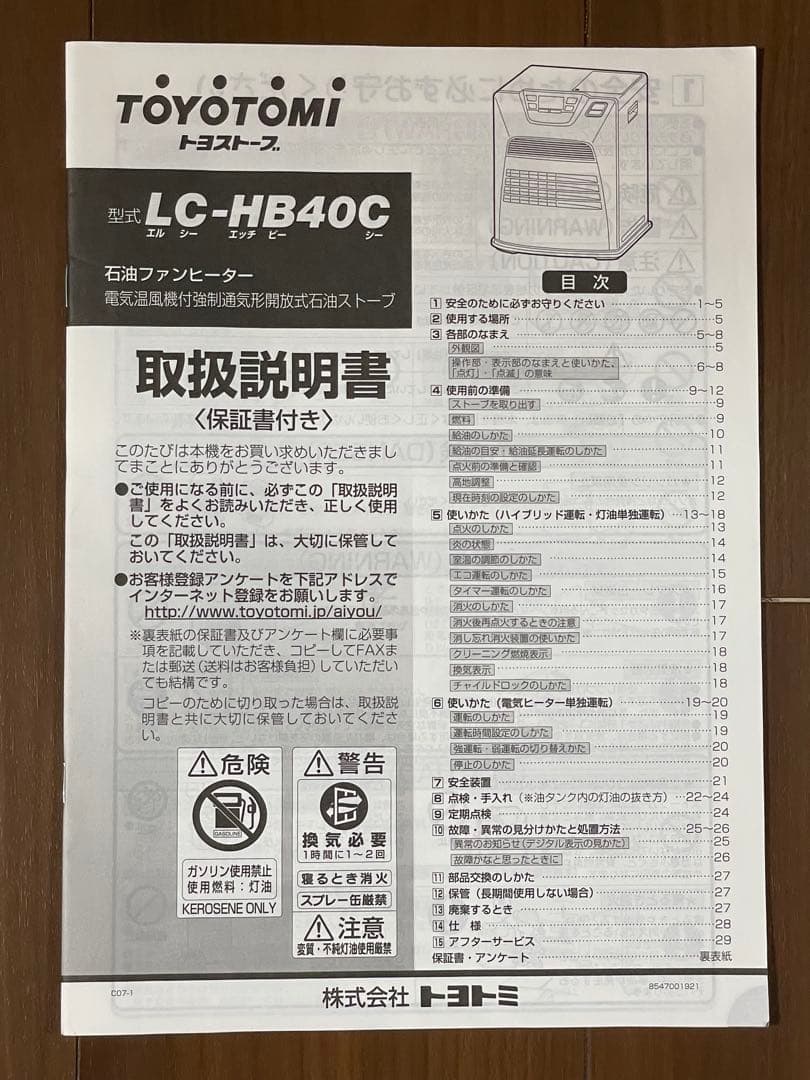 TOYOTOMI
トヨストーブ
型式 LC-HB40C
エル シー エッチ ビー シー
石油ファンヒーター
電気温風機付強制通気形開放式石油ストーブ
取扱説明書
〈保証書付き〉
このたびは本機をお買い求めいただきまし
てまことにありがとうございます。
●ご使用になる前に、必ずこの「取扱説明
書」をよくお読みいただき、正しく使用
してください。
この「取扱説明書」は、大切に保管して
おいてください。
●お客様登録アンケートを下記アドレスで
インターネット登録をお願いします。
http://www.toyotomi.jp/aiyou/
※裏表紙の保証書及びアンケート欄に必要事
項を記載していただき、コピーしてFAXま
たは郵送(送料はお客様負担)していただい
ても結構です。
コピーのために切り取った場合は、取扱説
明書と共に大切に保管しておいてくださ
い。
危険
GASOLINE
ガソリン使用禁止
使用燃料：灯油
KEROSENE ONLY
警告
換気必要
1時間に1〜2回
寝るとき消火
スプレー缶厳禁
注意
変質・不純灯油使用厳禁
目次
1 安全のために必ずお守りください 1〜5
2 使用する場所 5
3 各部のなまえ 5〜8
外観図 5
操作部・表示部のなまえと使いかた、
「点灯」・「点滅」の意味 6〜8
4 使用前の準備 9〜12
ストーブを取り出す 9
燃料 9
給油のしかた 10
給油の目安・給油延長運転のしかた 11
点火前の準備と確認 11
高地調整 12
現在時刻の設定のしかた 12
5 使いかた（ハイブリッド運転・灯油単独運転） 13〜18
点火のしかた 13
炎の状態 14
室温の調節のしかた 14
エコ運転のしかた 15
タイマー運転のしかた 16
消火のしかた 17
消火後再点火するときの注意 17
消し忘れ消火装置の使いかた 17
クリーニング燃焼表示 18
換気表示 18
チャイルドロックのしかた 18
6 使いかた（電気ヒーター単独運転） 19〜20
運転のしかた 19
運転時間設定のしかた 19
強運転・弱運転の切り替えかた 20
停止のしかた 20
7 安全装置 21
8 点検・手入れ（※油タンク内の灯油の抜き方） 22〜24
9 定期点検 24
10 故障・異常の見分けかたと処置方法 25〜26
異常のお知らせ(デジタル表示の見かた) 25
故障かなと思ったときに 26
11 部品交換のしかた 27
12 保管（長期間使用しない場合） 27
13 廃棄するとき 27
14 仕様 28
15 アフターサービス 29
保証書・アンケート 裏表紙
C07-1
株式会社 トヨトミ
8547001921